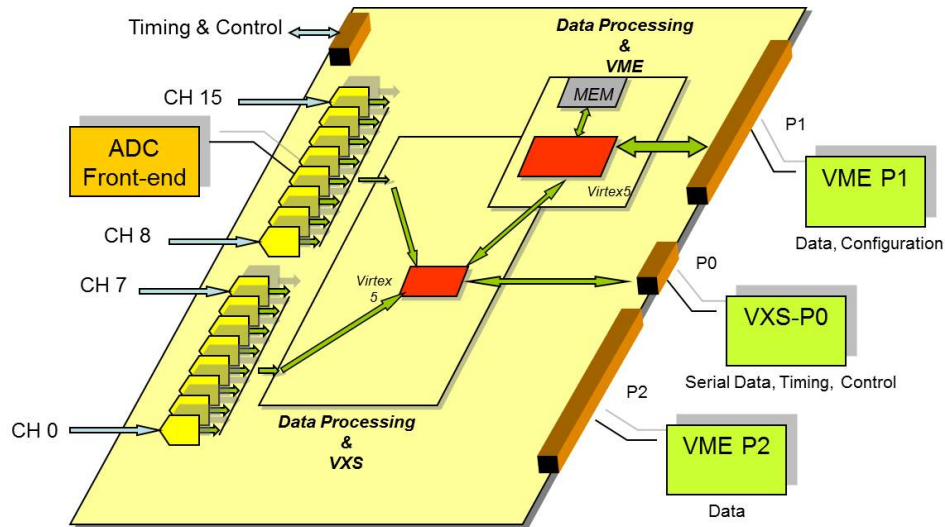 Timing & Control
Data Processing
&
VME
CH 15
MEM
P1
ADC
Front-end
Virtex5
VME P1
CH 8
Data, Configuration
CH 7
P0
Virtex
5
VXS-P0
Serial Data, Timing, Control
P2
CH 0
Data Processing
&
VXS
VME P2
Data